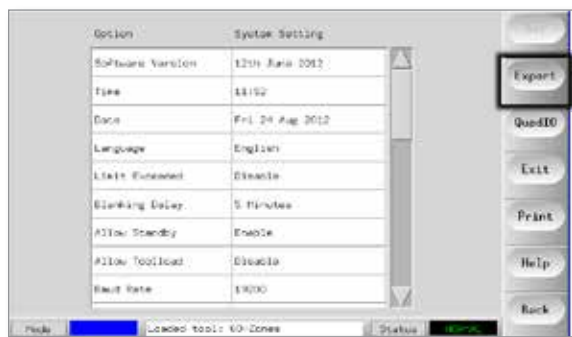 Option System Setting
Software Version 12th June 2012
Time 11:52
Date Fri 24 Aug 2012
Language English
Limit Exceeded Disable
Blanking Delay 5 Minutes
Allow Standby Enable
Allow Toolload Disable
Baud Rate 19200
Export
QuadIO
Exit
Print
Help
Back
Mode Loaded tool: 60-Zones Status NORMAL